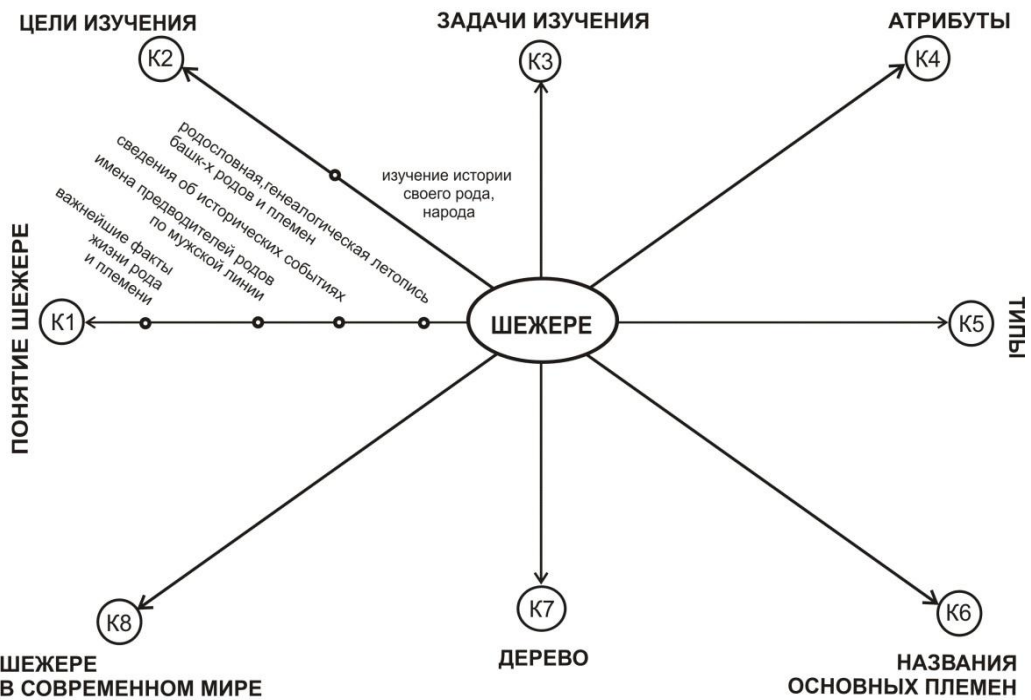 ЦЕЛИ ИЗУЧЕНИЯ
К2
ЗАДАЧИ ИЗУЧЕНИЯ
К3
АТРИБУТЫ
К4
родословная,генеалогическая летопись
башк-х родов и племен
сведения об исторических событиях
имена предводителей родов
по мужской линии
важнейшие факты
жизни рода
и племени
изучение истории
своего рода,
народа
ПОНЯТИЕ ШЕЖЕРЕ
К1
ШЕЖЕРЕ
К5
ТИПЫ
К8
ШЕЖЕРЕ
В СОВРЕМЕННОМ МИРЕ
К7
ДЕРЕВО
К6
НАЗВАНИЯ
ОСНОВНЫХ ПЛЕМЕН